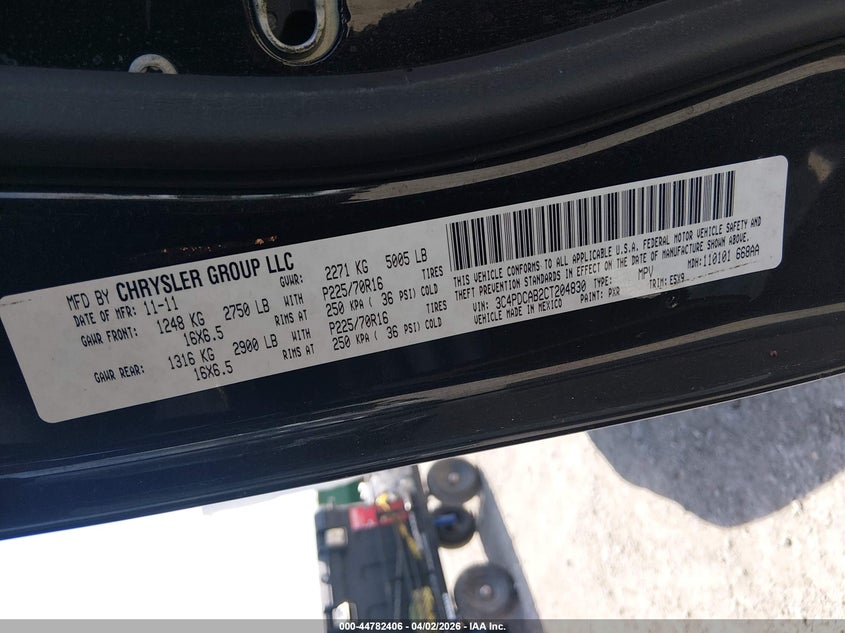 MFD BY CHRYSLER GROUP LLC
DATE OF MFR: 11-11 GVWR: 2271 KG 5005 LB
GAWR FRONT: 1248 KG 2750 LB WITH P225/70R16 TIRES
16X6.5 RIMS AT 250 KPA ( 36 PSI) COLD
GAWR REAR: 1316 KG 2900 LB WITH P225/70R16 TIRES
16X6.5 RIMS AT 250 KPA ( 36 PSI) COLD
THIS VEHICLE CONFORMS TO ALL APPLICABLE U.S.A. FEDERAL MOTOR VEHICLE SAFETY AND
THEFT PREVENTION STANDARDS IN EFFECT ON THE DATE OF MANUFACTURE SHOWN ABOVE.
VIN: 3C4PDCAB2CT204830 MPV MDH: 110101 668AA
VEHICLE MADE IN MEXICO PAINT: PXR TRIM: E5X9
000-44782406 - 04/02/2026 - IAA Inc.